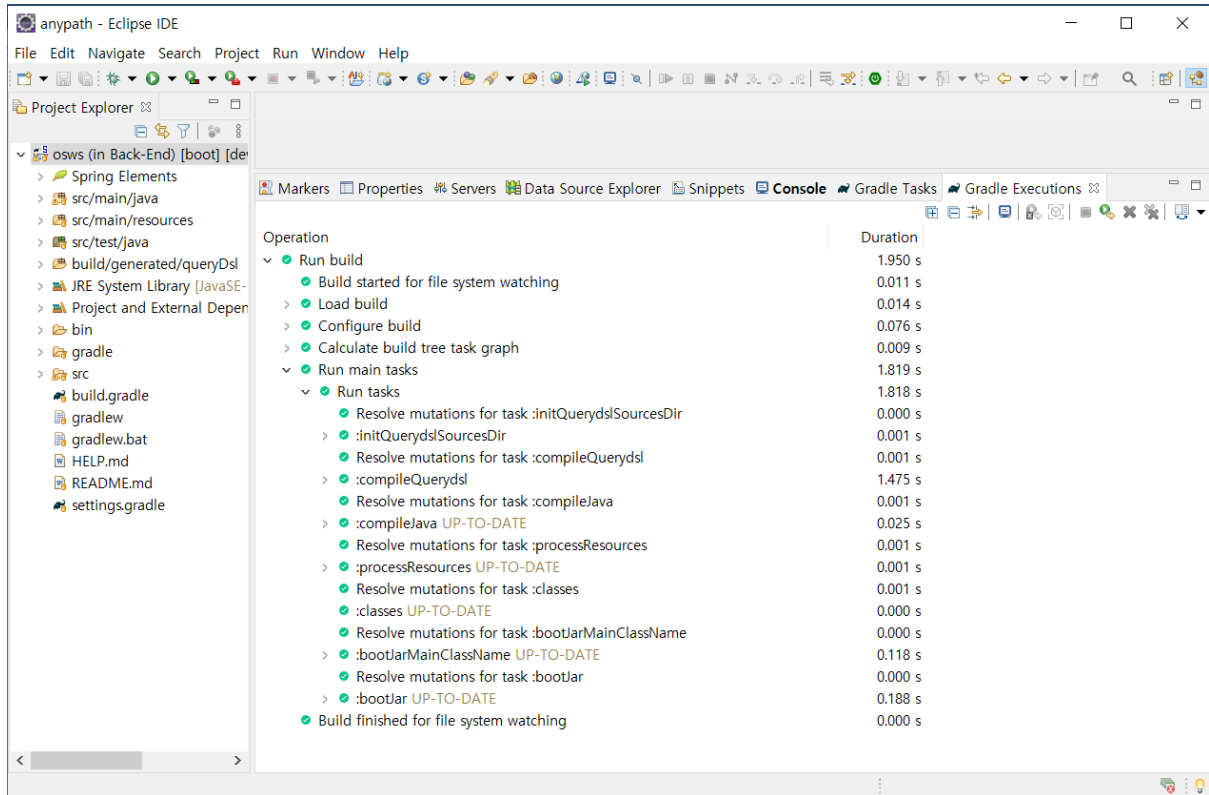 anypath - Eclipse IDE
File Edit Navigate Search Project Run Window Help
Project Explorer
osws (in Back-End) [boot] [de
Spring Elements
src/main/java
src/main/resources
src/test/java
build/generated/queryDsl
JRE System Library [JavaSE-
Project and External Depen
bin
gradle
src
build.gradle
gradlew
gradlew.bat
HELP.md
README.md
settings.gradle
Markers Properties Servers Data Source Explorer Snippets Console Gradle Tasks Gradle Executions
Operation Duration
Run build 1.950 s
Build started for file system watching 0.011 s
Load build 0.014 s
Configure build 0.076 s
Calculate build tree task graph 0.009 s
Run main tasks 1.819 s
Run tasks 1.818 s
Resolve mutations for task :initQuerydslSourcesDir 0.000 s
:initQuerydslSourcesDir 0.001 s
Resolve mutations for task :compileQuerydsl 0.001 s
:compileQuerydsl 1.475 s
Resolve mutations for task :compileJava 0.001 s
:compileJava UP-TO-DATE 0.025 s
Resolve mutations for task :processResources 0.001 s
:processResources UP-TO-DATE 0.001 s
Resolve mutations for task :classes 0.001 s
:classes UP-TO-DATE 0.000 s
Resolve mutations for task :bootJarMainClassName 0.000 s
:bootJarMainClassName UP-TO-DATE 0.118 s
Resolve mutations for task :bootJar 0.000 s
:bootJar UP-TO-DATE 0.188 s
Build finished for file system watching 0.000 s